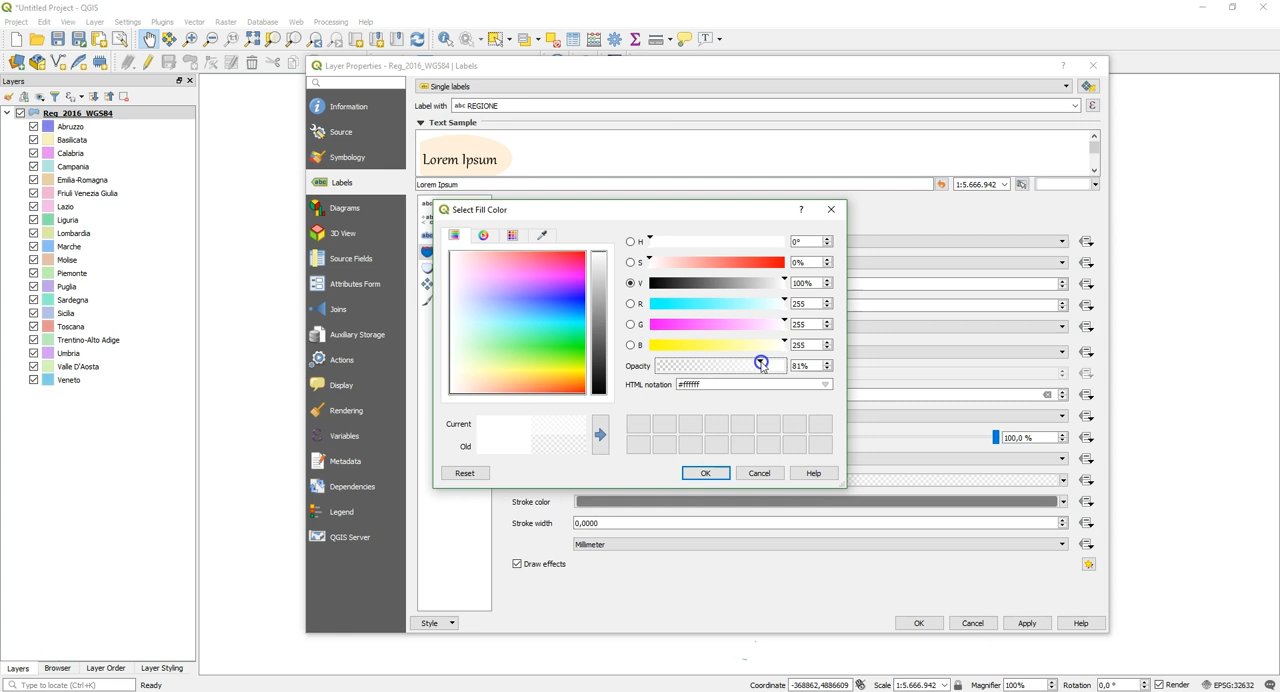 *Untitled Project - QGIS
Project Edit View Layer Settings Plugins Vector Raster Database Web Processing Help
Layer Properties - Reg_2016_WGS84 | Labels
Layers
Reg_2016_WGS84
Abruzzo
Basilicata
Calabria
Campania
Emilia-Romagna
Friuli Venezia Giulia
Lazio
Liguria
Lombardia
Marche
Molise
Piemonte
Puglia
Sardegna
Sicilia
Toscana
Trentino-Alto Adige
Umbria
Valle D'Aosta
Veneto
Information
Source
Symbology
Labels
Diagrams
3D View
Source Fields
Attributes Form
Joins
Auxiliary Storage
Actions
Display
Rendering
Variables
Metadata
Dependencies
Legend
QGIS Server
Single labels
Label with abc REGIONE
Text Sample
Lorem Ipsum
Lorem Ipsum 1:5.666.942
Select Fill Color
H 0°
S 0%
V 100%
R 255
G 255
B 255
Opacity 81%
HTML notation #ffffff
Current
Old
Reset OK Cancel Help
100,0 %
Stroke color
Stroke width 0,0000
Millimeter
Draw effects
Style OK Cancel Apply Help
Layers Browser Layer Order Layer Styling
Type to locate (Ctrl+K) Ready Coordinate -368862,4886609 Scale 1:5.666.942 Magnifier 100% Rotation 0,0 ° Render EPSG:32632